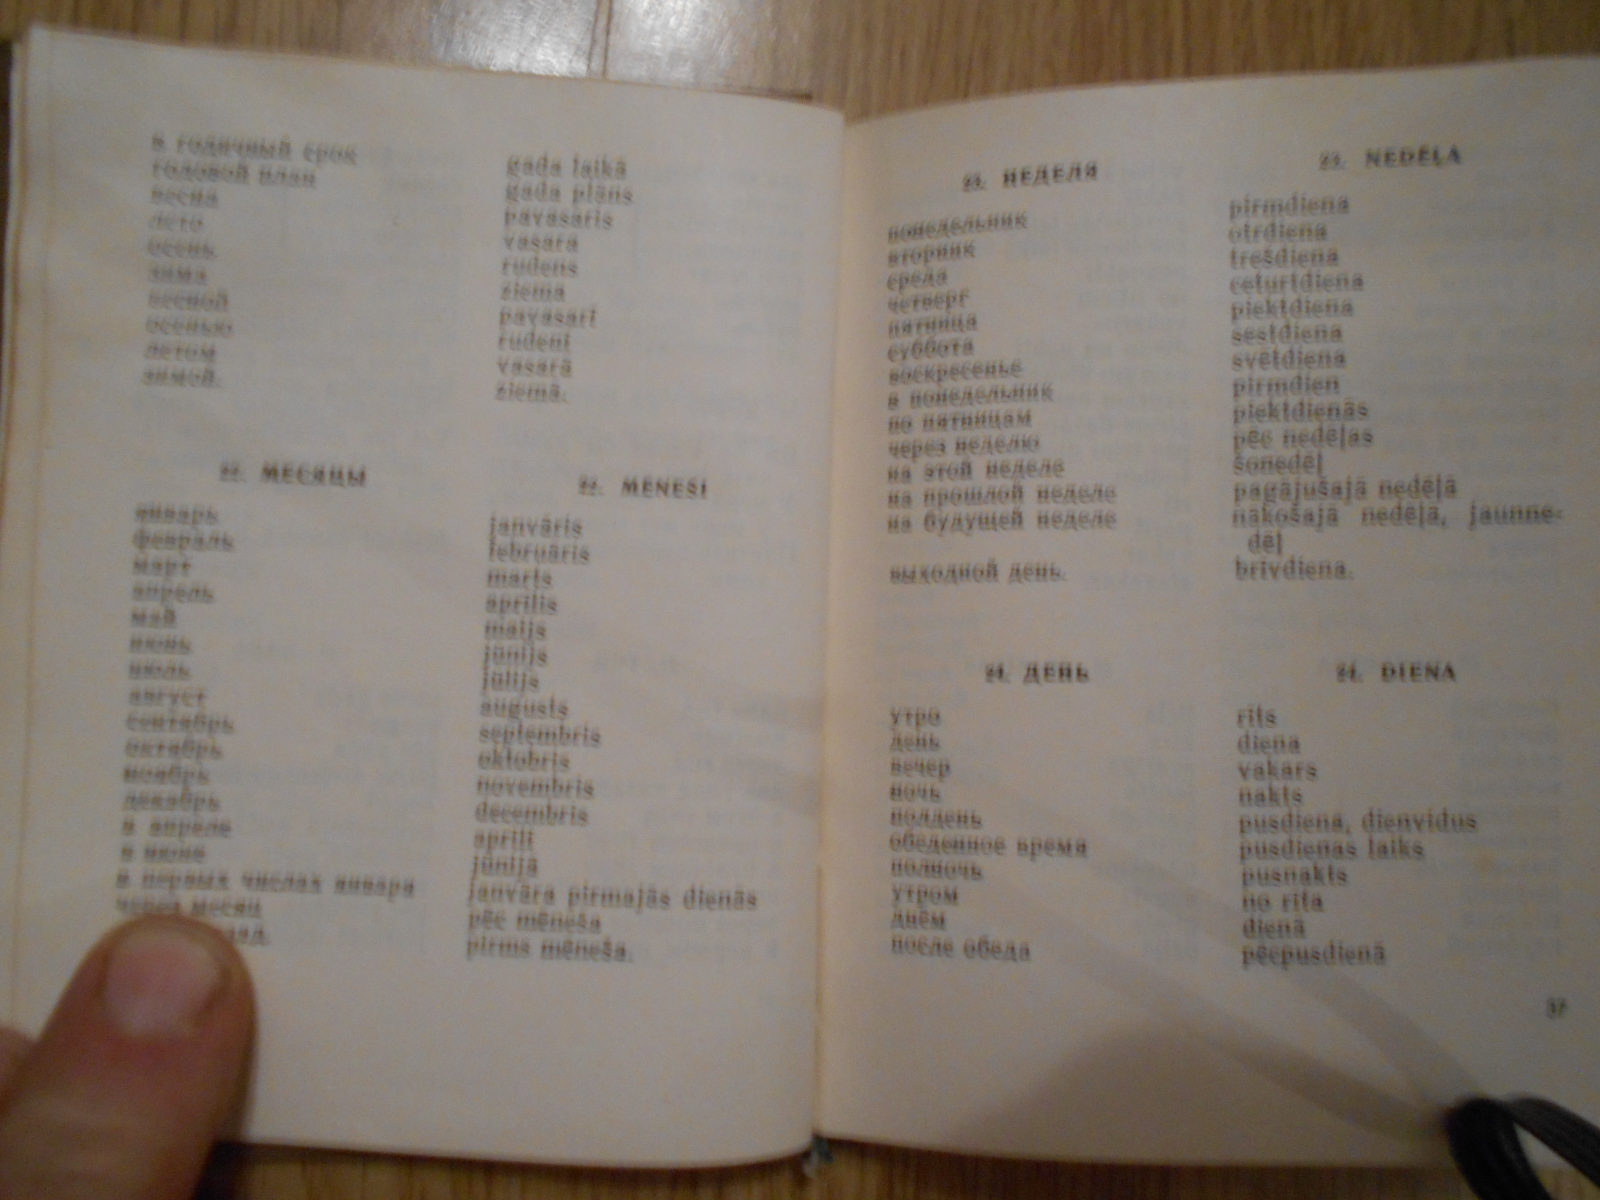 в годичный срок
годовой план
весна
лето
осень
зима
весной
осенью
летом
зимой.
gada laikā
gada plāns
pavasaris
vasara
rudens
ziema
pavasarī
rudenī
vasarā
ziemā.
22. МЕСЯЦЫ
январь
февраль
март
апрель
май
июнь
июль
август
сентябрь
октябрь
ноябрь
декабрь
в апреле
в июне
в первых числах января
через месяц
22. MĒNEŠI
janvāris
februāris
marts
aprīlis
maijs
jūnijs
jūlijs
augusts
septembris
oktobris
novembris
decembris
aprīlī
jūnijā
janvāra pirmajās dienās
pēc mēneša
pirms mēneša.
23. НЕДЕЛЯ
понедельник
вторник
среда
четверг
пятница
суббота
воскресенье
в понедельник
по пятницам
через неделю
на этой неделе
на прошлой неделе
на будущей неделе
выходной день.
23. NEDĒĻA
pirmdiena
otrdiena
trešdiena
ceturtdiena
piektdiena
sestdiena
svētdiena
pirmdien
piektdienās
pēc nedēļas
šonedēļ
pagājušajā nedēļā
nākošajā nedēļā, jaunne-
dēļ
brīvdiena.
24. ДЕНЬ
утро
день
вечер
ночь
полдень
обеденное время
полночь
утром
днём
после обеда
24. DIENA
rīts
diena
vakars
nakts
pusdiena, dienvidus
pusdienas laiks
pusnakts
no rīta
dienā
pēcpusdienā
37